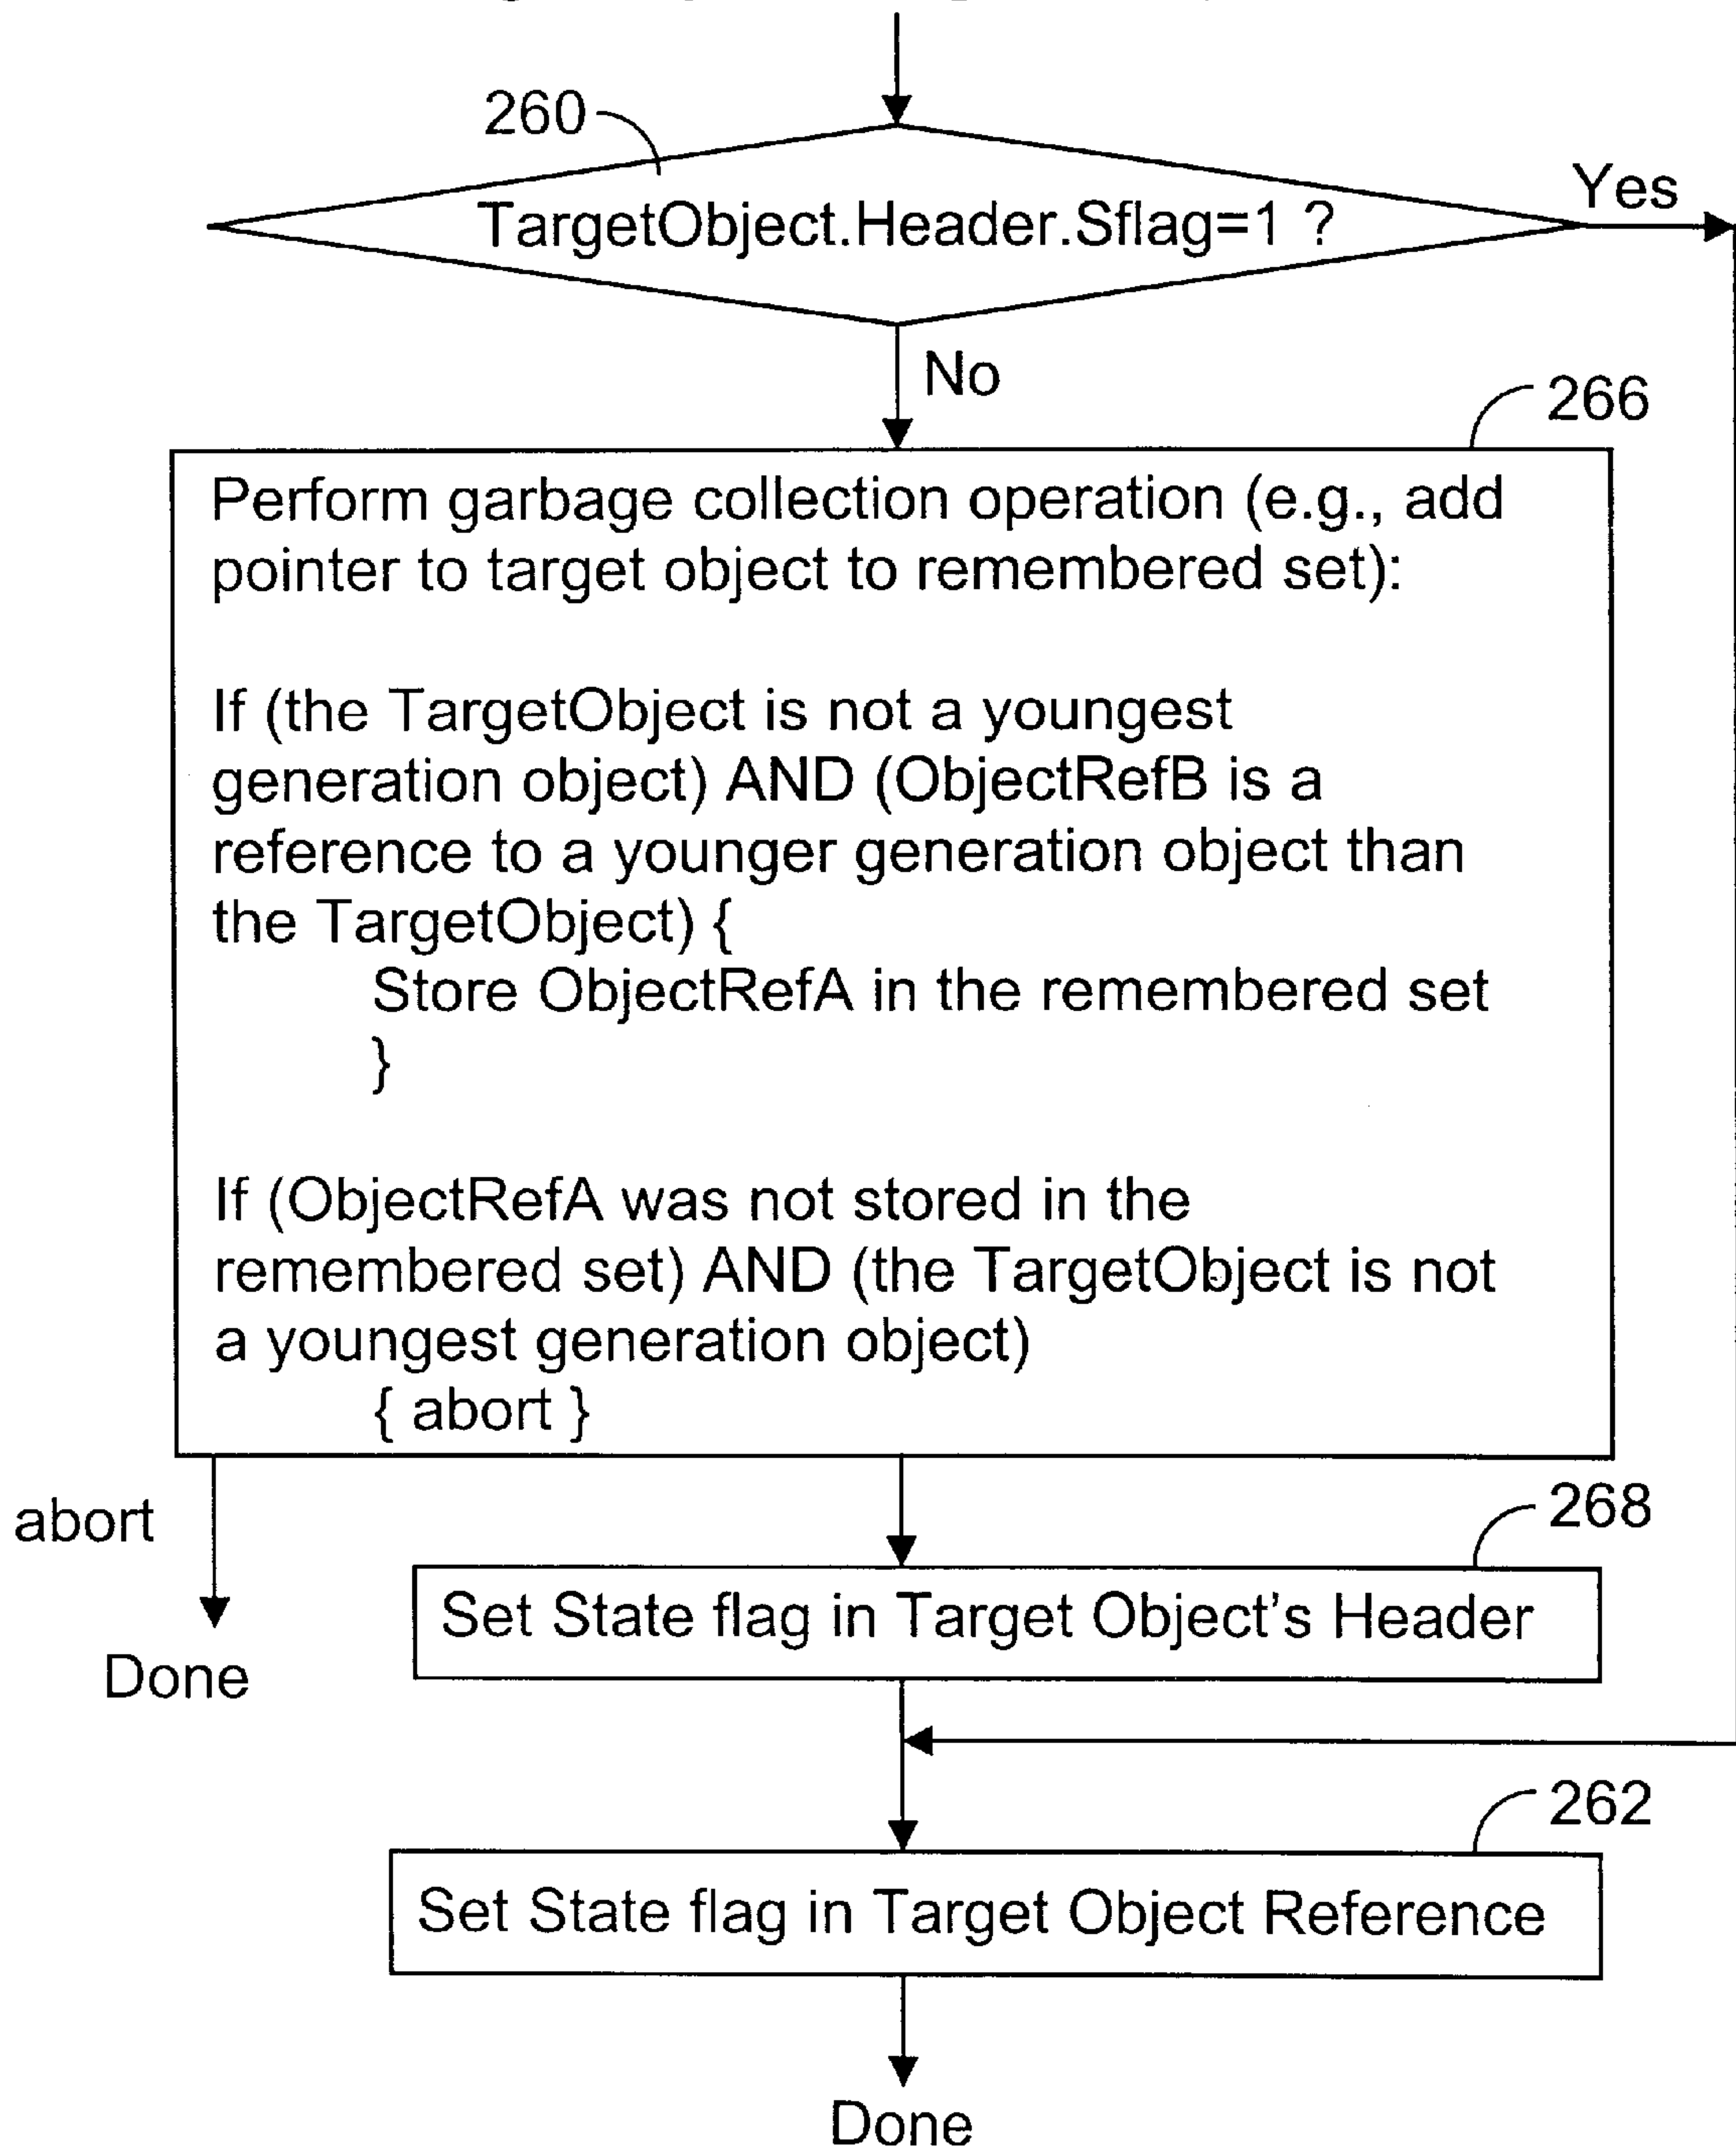 260
Yes
TargetObject.Header.Sflag=1 ?
No
266
Perform garbage collection operation (e.g., add
pointer to target object to remembered set):
If (the TargetObject is not a youngest
generation object) AND (ObjectRefB is a
reference to a younger generation object than
the TargetObject) {
Store ObjectRefA in the remembered set
}
If (ObjectRefA was not stored in the
remembered set) AND (the TargetObject is not
a youngest generation object)
{ abort }
abort
268
Set State flag in Target Object's Header
Done
262
Set State flag in Target Object Reference
Done